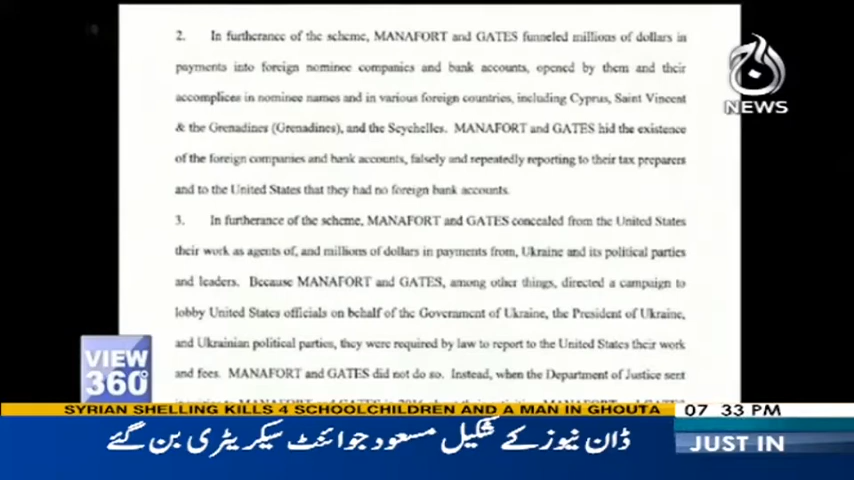 2. In furtherance of the scheme, MANAFORT and GATES funneled millions of dollars in
payments into foreign nominee companies and bank accounts, opened by them and their
accomplices in nominee names and in various foreign countries, including Cyprus, Saint Vincent
& the Grenadines (Grenadines), and the Seychelles. MANAFORT and GATES hid the existence
of the foreign companies and bank accounts, falsely and repeatedly reporting to their tax preparers
and to the United States that they had no foreign bank accounts.
3. In furtherance of the scheme, MANAFORT and GATES concealed from the United States
their work as agents of, and millions of dollars in payments from, Ukraine and its political parties
and leaders. Because MANAFORT and GATES, among other things, directed a campaign to
lobby United States officials on behalf of the Government of Ukraine, the President of Ukraine,
and Ukrainian political parties, they were required by law to report to the United States their work
and fees. MANAFORT and GATES did not do so. Instead, when the Department of Justice sent
NEWS
VIEW
360°
SYRIAN SHELLING KILLS 4 SCHOOLCHILDREN AND A MAN IN GHOUTA
07 33 PM
ڈان نیوز کے شکیل مسعود جوائنٹ سیکریٹری بن گئے
JUST IN